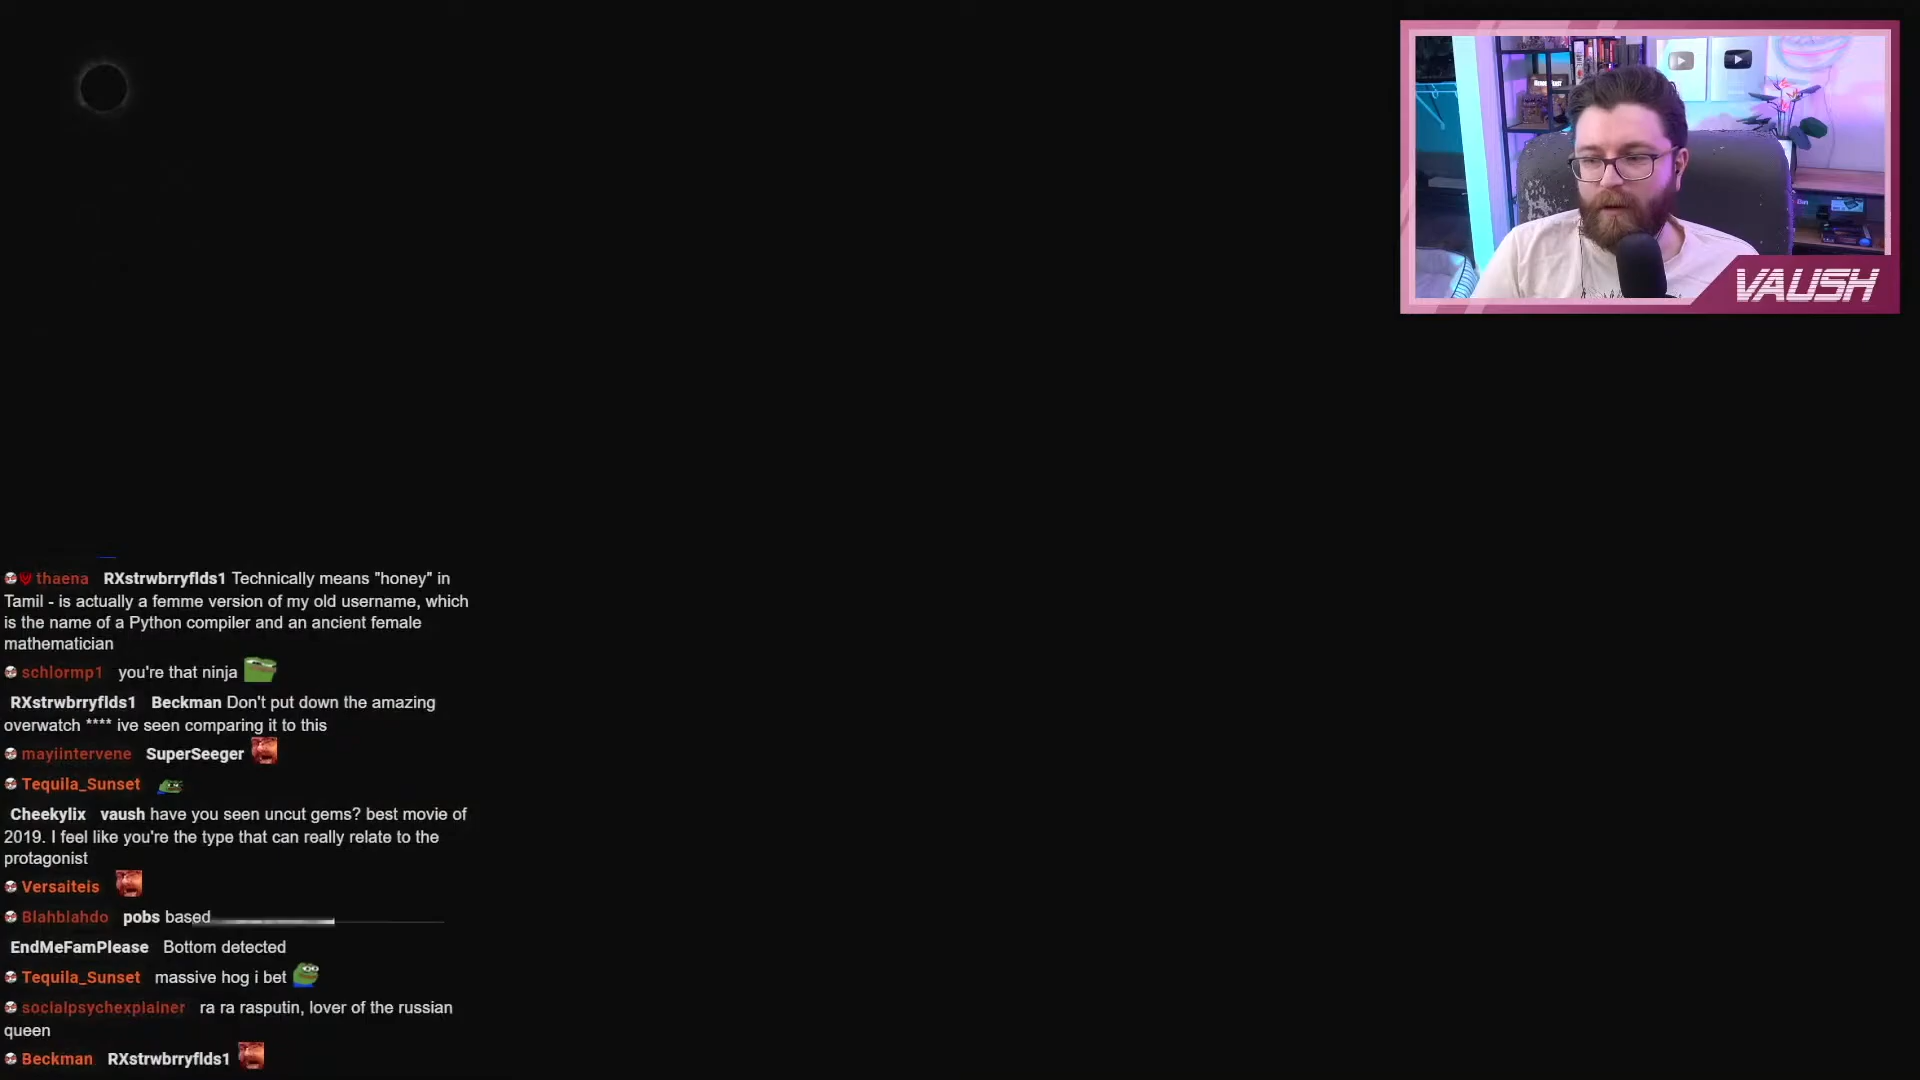 VAUSH
thaena RXstrwbrryflds1 Technically means "honey" in
Tamil - is actually a femme version of my old username, which
is the name of a Python compiler and an ancient female
mathematician
schlormp1 you're that ninja
RXstrwbrryflds1 Beckman Don't put down the amazing
overwatch **** ive seen comparing it to this
mayiintervene SuperSeeger
Tequila_Sunset
Cheekylix vaush have you seen uncut gems? best movie of
2019. I feel like you're the type that can really relate to the
protagonist
Versaiteis
Blahblahdo pobs based
EndMeFamPlease Bottom detected
Tequila_Sunset massive hog i bet
socialpsychexplainer ra ra rasputin, lover of the russian
queen
Beckman RXstrwbrryflds1